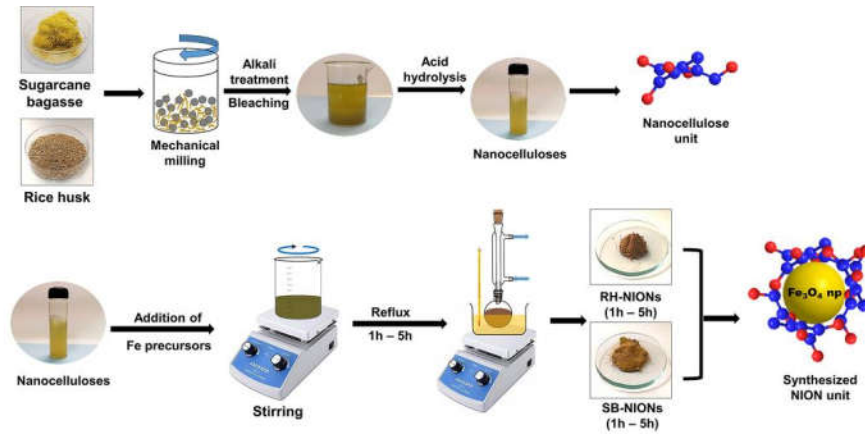 Sugarcane
bagasse
Rice husk
Mechanical
milling
Alkali
treatment
Bleaching
Acid
hydrolysis
Nanocelluloses
Nanocellulose
unit
Nanocelluloses
Addition of
Fe precursors
Stirring
Reflux
1h – 5h
RH-NIONs
(1h – 5h)
SB-NIONs
(1h – 5h)
Fe₃O₄ np
Synthesized
NION unit